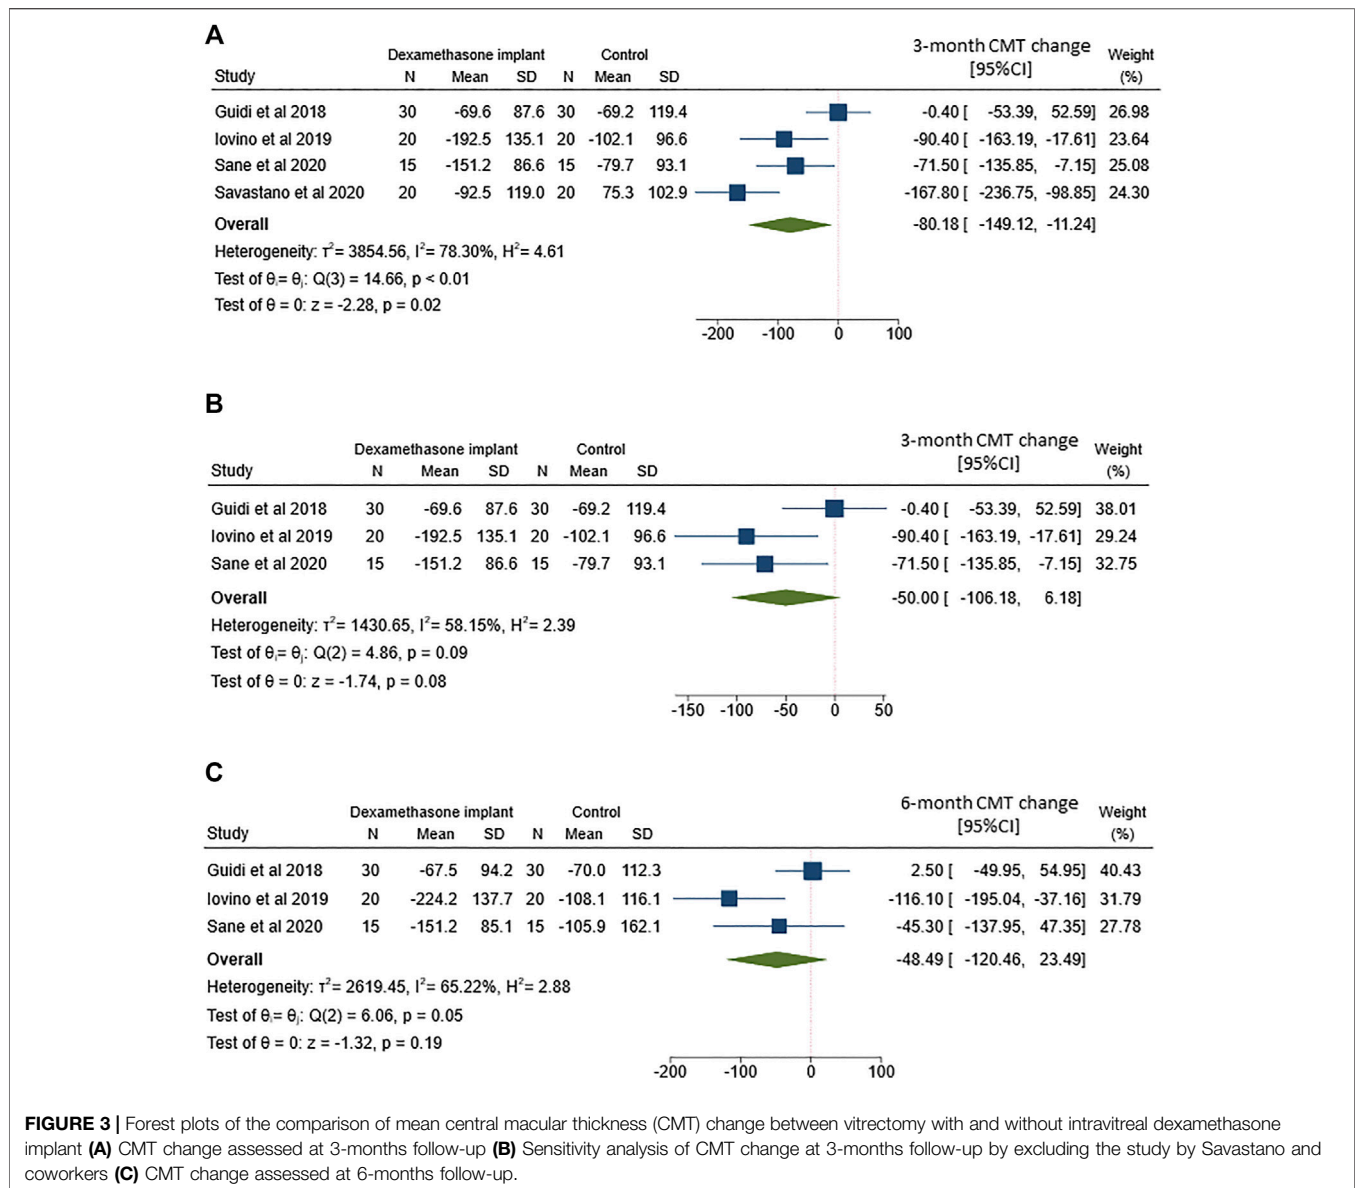 A
Dexamethasone implant Control 3-month CMT change Weight
Study N Mean SD N Mean SD [95%CI] (%)
Guidi et al 2018 30 -69.6 87.6 30 -69.2 119.4 -0.40 [ -53.39, 52.59] 26.98
Iovino et al 2019 20 -192.5 135.1 20 -102.1 96.6 -90.40 [ -163.19, -17.61] 23.64
Sane et al 2020 15 -151.2 86.6 15 -79.7 93.1 -71.50 [ -135.85, -7.15] 25.08
Savastano et al 2020 20 -92.5 119.0 20 75.3 102.9 -167.80 [ -236.75, -98.85] 24.30
Overall -80.18 [ -149.12, -11.24]
Heterogeneity: τ²= 3854.56, I²= 78.30%, H²= 4.61
Test of θᵢ= θⱼ: Q(3) = 14.66, p < 0.01
Test of θ = 0: z = -2.28, p = 0.02
-200 -100 0 100
B
Dexamethasone implant Control 3-month CMT change Weight
Study N Mean SD N Mean SD [95%CI] (%)
Guidi et al 2018 30 -69.6 87.6 30 -69.2 119.4 -0.40 [ -53.39, 52.59] 38.01
Iovino et al 2019 20 -192.5 135.1 20 -102.1 96.6 -90.40 [ -163.19, -17.61] 29.24
Sane et al 2020 15 -151.2 86.6 15 -79.7 93.1 -71.50 [ -135.85, -7.15] 32.75
Overall -50.00 [ -106.18, 6.18]
Heterogeneity: τ²= 1430.65, I²= 58.15%, H²= 2.39
Test of θᵢ= θⱼ: Q(2) = 4.86, p = 0.09
Test of θ = 0: z = -1.74, p = 0.08
-150 -100 -50 0 50
C
Dexamethasone implant Control 6-month CMT change Weight
Study N Mean SD N Mean SD [95%CI] (%)
Guidi et al 2018 30 -67.5 94.2 30 -70.0 112.3 2.50 [ -49.95, 54.95] 40.43
Iovino et al 2019 20 -224.2 137.7 20 -108.1 116.1 -116.10 [ -195.04, -37.16] 31.79
Sane et al 2020 15 -151.2 85.1 15 -105.9 162.1 -45.30 [ -137.95, 47.35] 27.78
Overall -48.49 [ -120.46, 23.49]
Heterogeneity: τ²= 2619.45, I²= 65.22%, H²= 2.88
Test of θᵢ= θⱼ: Q(2) = 6.06, p = 0.05
Test of θ = 0: z = -1.32, p = 0.19
-200 -100 0 100
FIGURE 3 | Forest plots of the comparison of mean central macular thickness (CMT) change between vitrectomy with and without intravitreal dexamethasone
implant (A) CMT change assessed at 3-months follow-up (B) Sensitivity analysis of CMT change at 3-months follow-up by excluding the study by Savastano and
coworkers (C) CMT change assessed at 6-months follow-up.